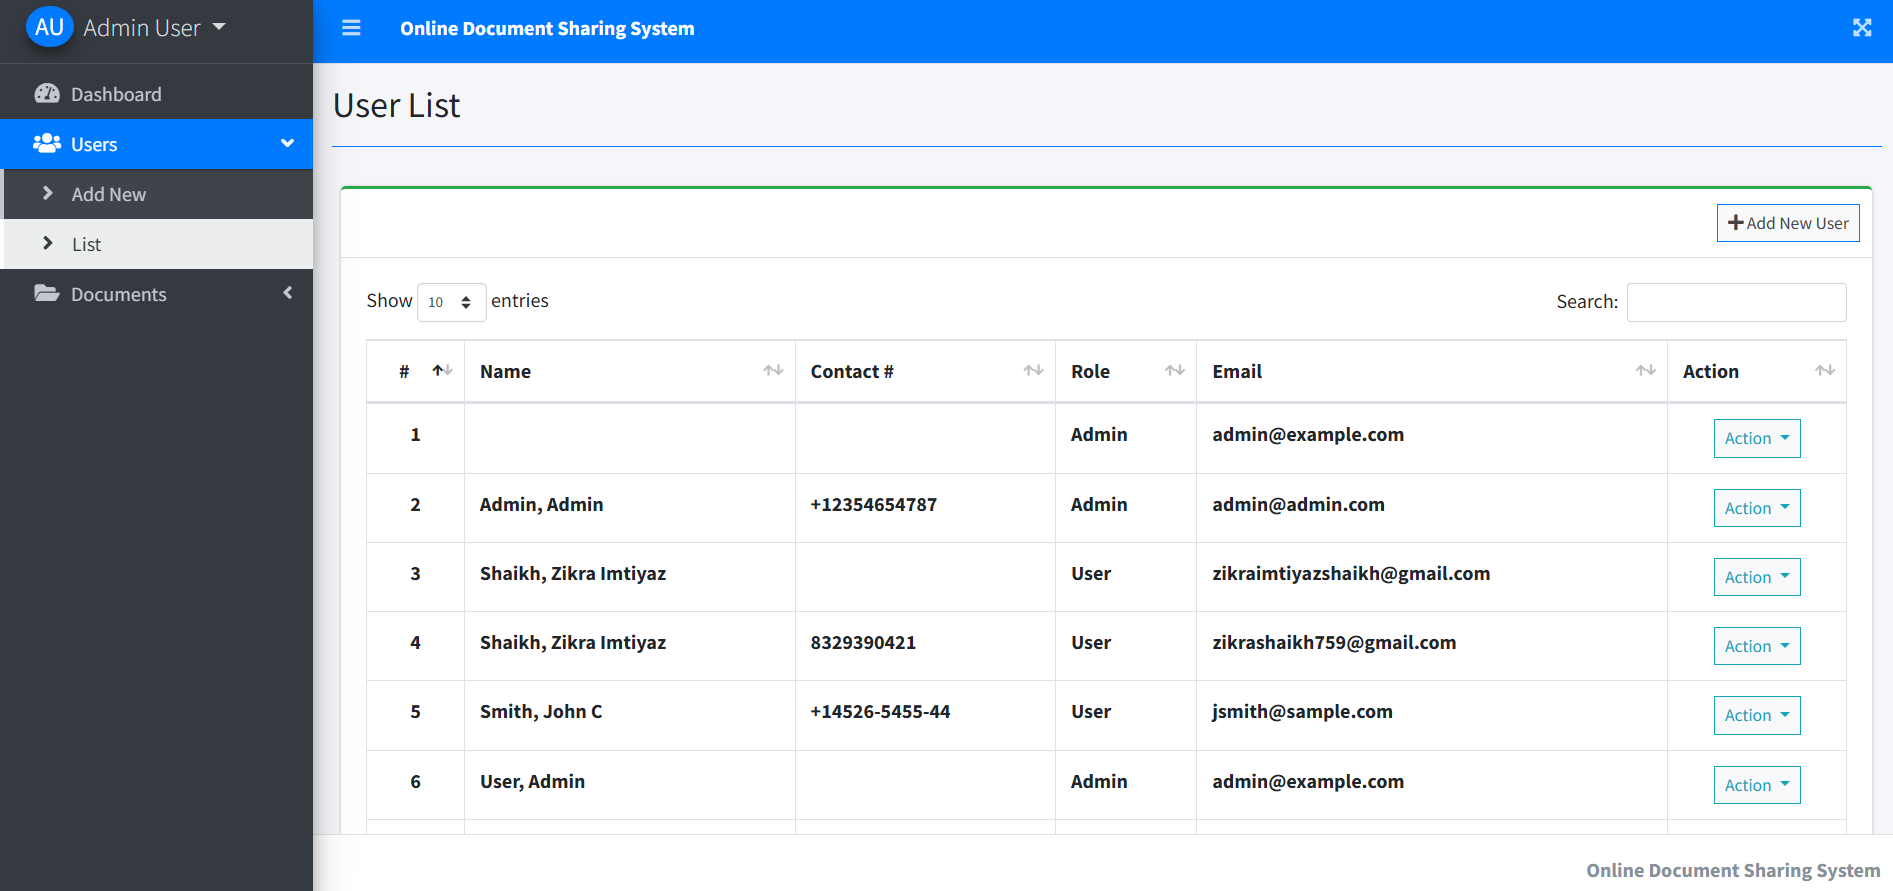 AU Admin User
Online Document Sharing System
Dashboard
Users
Add New
List
Documents
User List
Add New User
Show 10 entries
Search:
# Name Contact # Role Email Action
1 Admin admin@example.com Action
2 Admin, Admin +12354654787 Admin admin@admin.com Action
3 Shaikh, Zikra Imtiyaz User zikraimtiyazshaikh@gmail.com Action
4 Shaikh, Zikra Imtiyaz 8329390421 User zikrashaikh759@gmail.com Action
5 Smith, John C +14526-5455-44 User jsmith@sample.com Action
6 User, Admin Admin admin@example.com Action
Online Document Sharing System